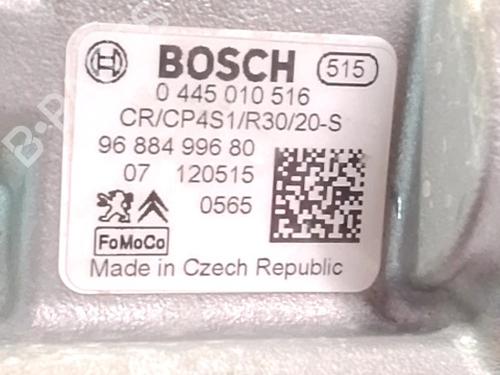 BOSCH 515
0 445 010 516
CR/CP4S1/R30/20-S
96 884 996 80
07 120515
0565
FoMoCo
Made in Czech Republic